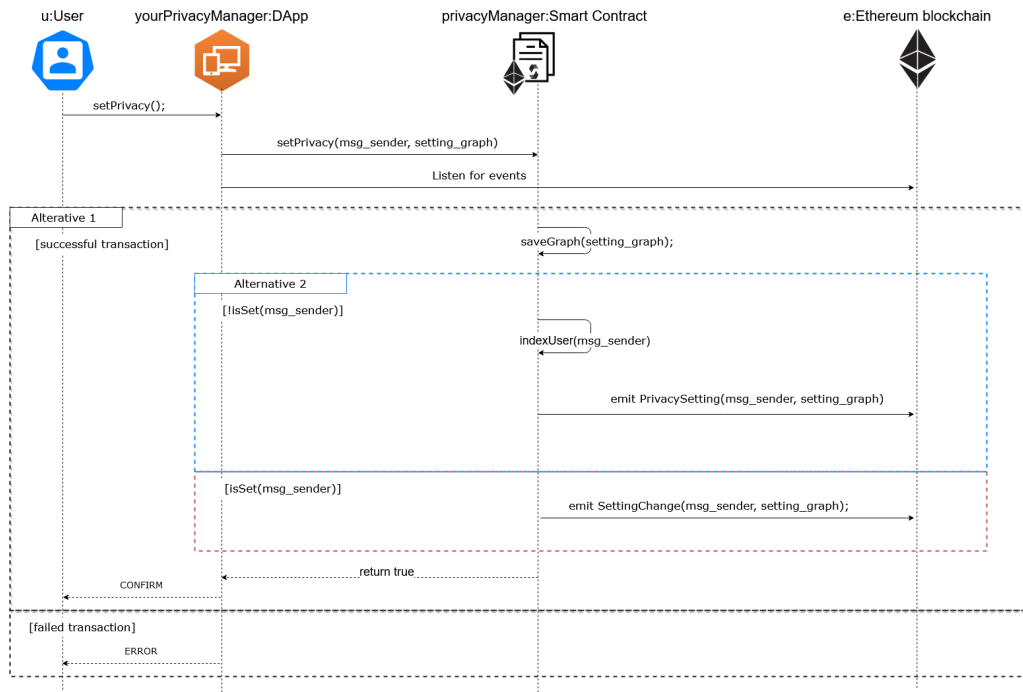 u:User
yourPrivacyManager:DApp
privacyManager:Smart Contract
e:Ethereum blockchain
setPrivacy();
setPrivacy(msg_sender, setting_graph)
Listen for events
Alterative 1
[successful transaction]
saveGraph(setting_graph);
Alternative 2
[!isSet(msg_sender)]
indexUser(msg_sender)
emit PrivacySetting(msg_sender, setting_graph)
[isSet(msg_sender)]
emit SettingChange(msg_sender, setting_graph);
return true
CONFIRM
[failed transaction]
ERROR